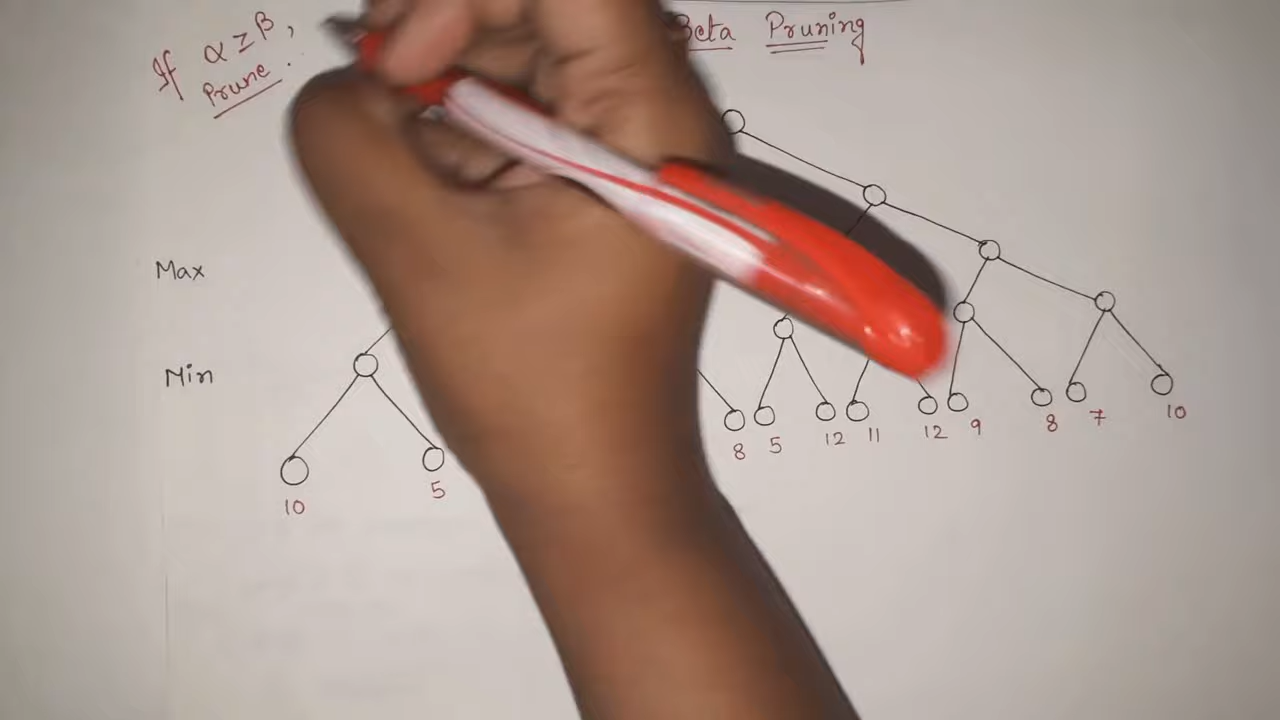 If α ≥ β,
Prune.
Beta Pruning
Max
Min
8 5 12 11 12 9 8 7 10
10 5